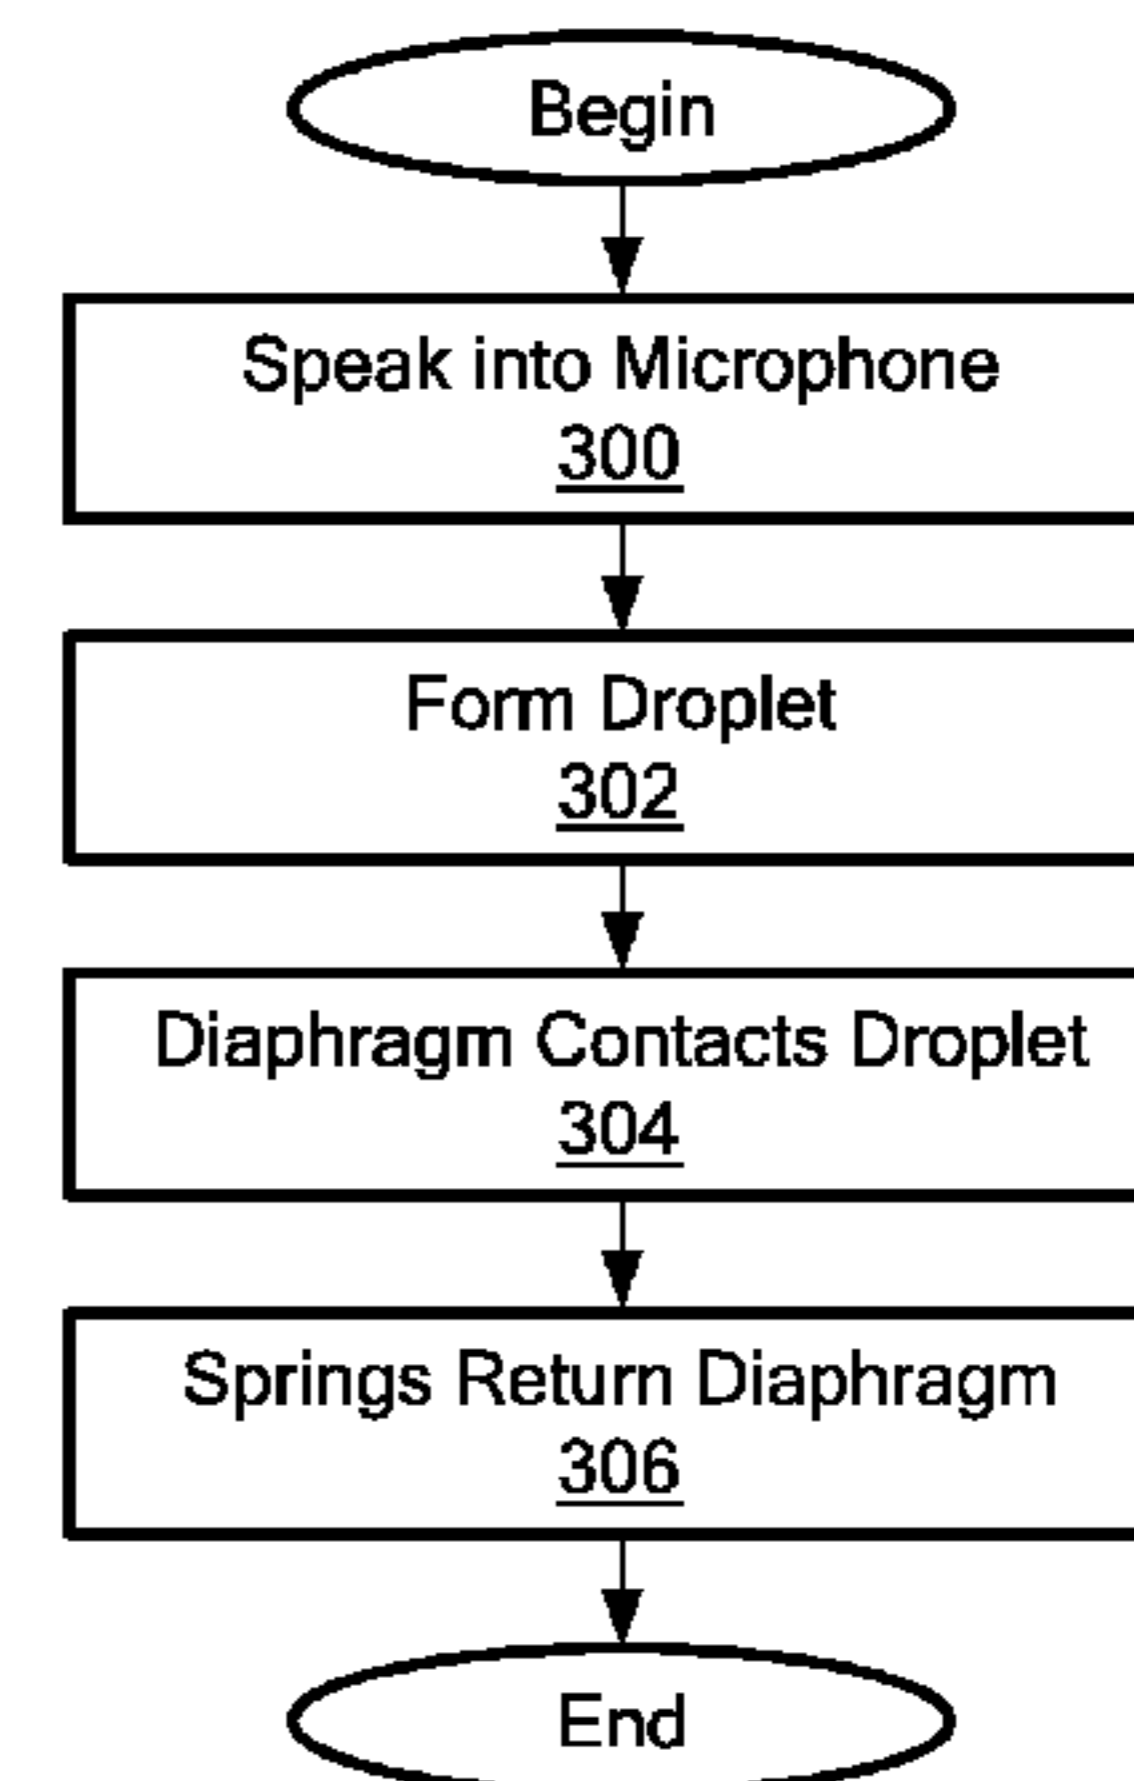 Begin
Speak into Microphone
300
Form Droplet
302
Diaphragm Contacts Droplet
304
Springs Return Diaphragm
306
End